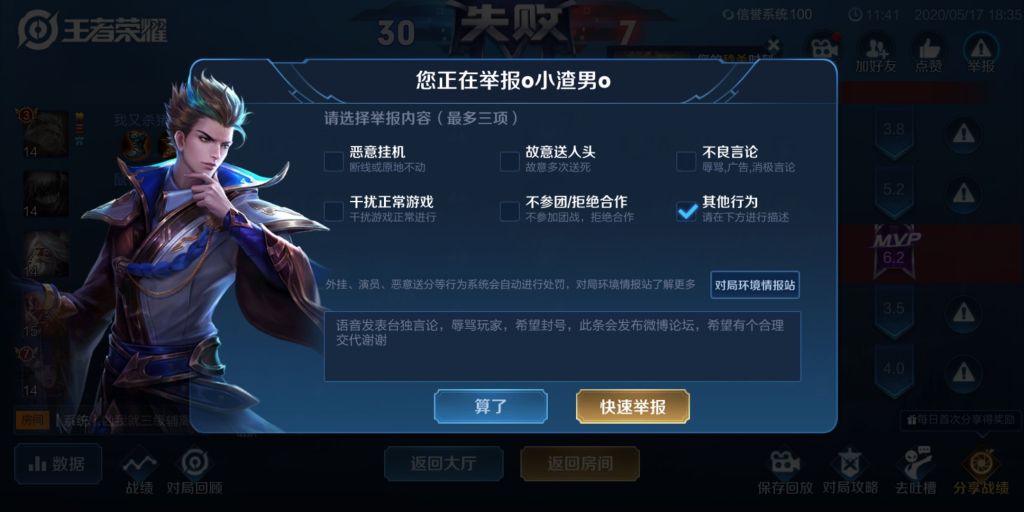 王者荣耀
30
失败
7
信誉系统100
11:41
2020/05/17 18:35
加好友
点赞
举报
您正在举报o小渣男o
请选择举报内容（最多三项）
恶意挂机
断线或原地不动
故意送人头
故意多次送死
不良言论
辱骂,广告,消极言论
干扰正常游戏
干扰游戏正常进行
不参团/拒绝合作
不参加团战，拒绝合作
其他行为
请在下方进行描述
外挂、演员、恶意送分等行为系统会自动进行处罚，对局环境情报站了解更多
对局环境情报站
语音发表台独言论，辱骂玩家，希望封号，此条会发布微博论坛，希望有个合理
交代谢谢
算了
快速举报
3
14
我又杀猪
14
14
15
7
14
3.8
5.2
MVP
6.2
3.5
4.0
房间
系统
每日首次分享得奖励
数据
战绩
对局回顾
返回大厅
返回房间
保存回放
对局攻略
去吐槽
分享战绩